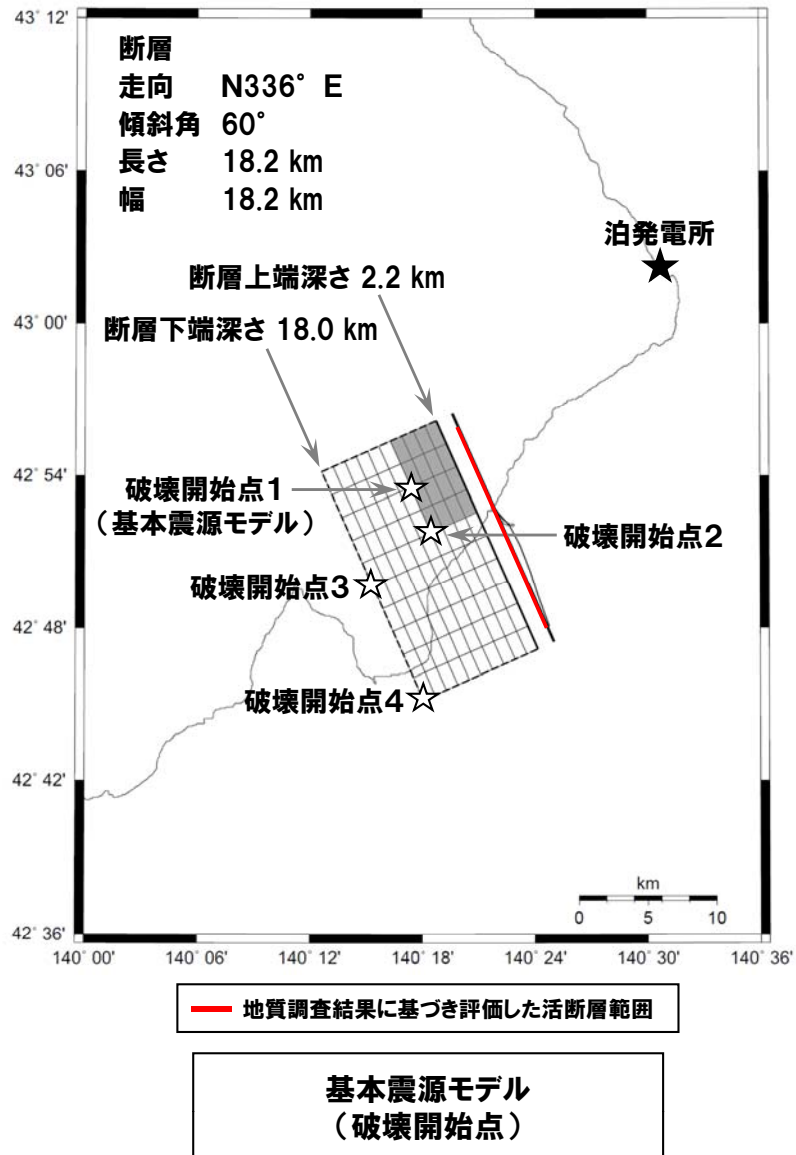 43° 12'
断層
走向 N336° E
傾斜角 60°
長さ 18.2 km
幅 18.2 km
43° 06'
泊発電所
断層上端深さ 2.2 km
43° 00'
断層下端深さ 18.0 km
42° 54'
破壊開始点1
（基本震源モデル）
破壊開始点2
破壊開始点3
42° 48'
破壊開始点4
42° 42'
km
0 5 10
42° 36'
140° 00' 140° 06' 140° 12' 140° 18' 140° 24' 140° 30' 140° 36'
地質調査結果に基づき評価した活断層範囲
基本震源モデル
（破壊開始点）